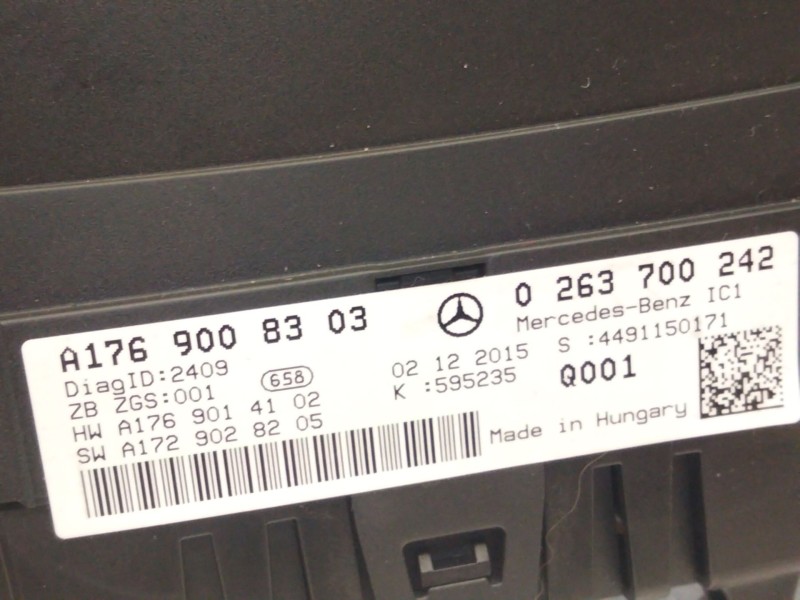 A176 900 83 03
0 263 700 242
Mercedes-Benz IC1
DiagID:2409
658
02 12 2015
S :4491150171
ZB ZGS:001
K :595235
Q001
HW A176 901 41 02
SW A172 902 82 05
Made in Hungary